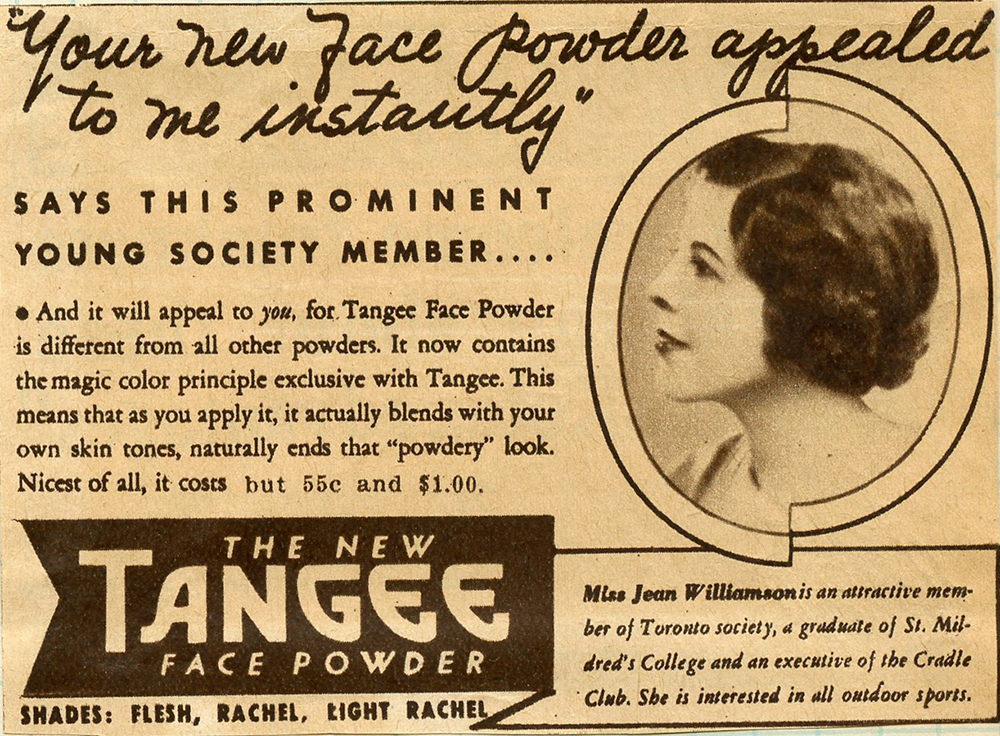 "Your new Face Powder appealed
to me instantly"
SAYS THIS PROMINENT
YOUNG SOCIETY MEMBER....
• And it will appeal to you, for Tangee Face Powder
is different from all other powders. It now contains
the magic color principle exclusive with Tangee. This
means that as you apply it, it actually blends with your
own skin tones, naturally ends that "powdery" look.
Nicest of all, it costs but 55c and $1.00.
THE NEW
TANGEE
FACE POWDER
SHADES: FLESH, RACHEL, LIGHT RACHEL
Miss Jean Williamson is an attractive mem-
ber of Toronto society, a graduate of St. Mil-
dred's College and an executive of the Cradle
Club. She is interested in all outdoor sports.